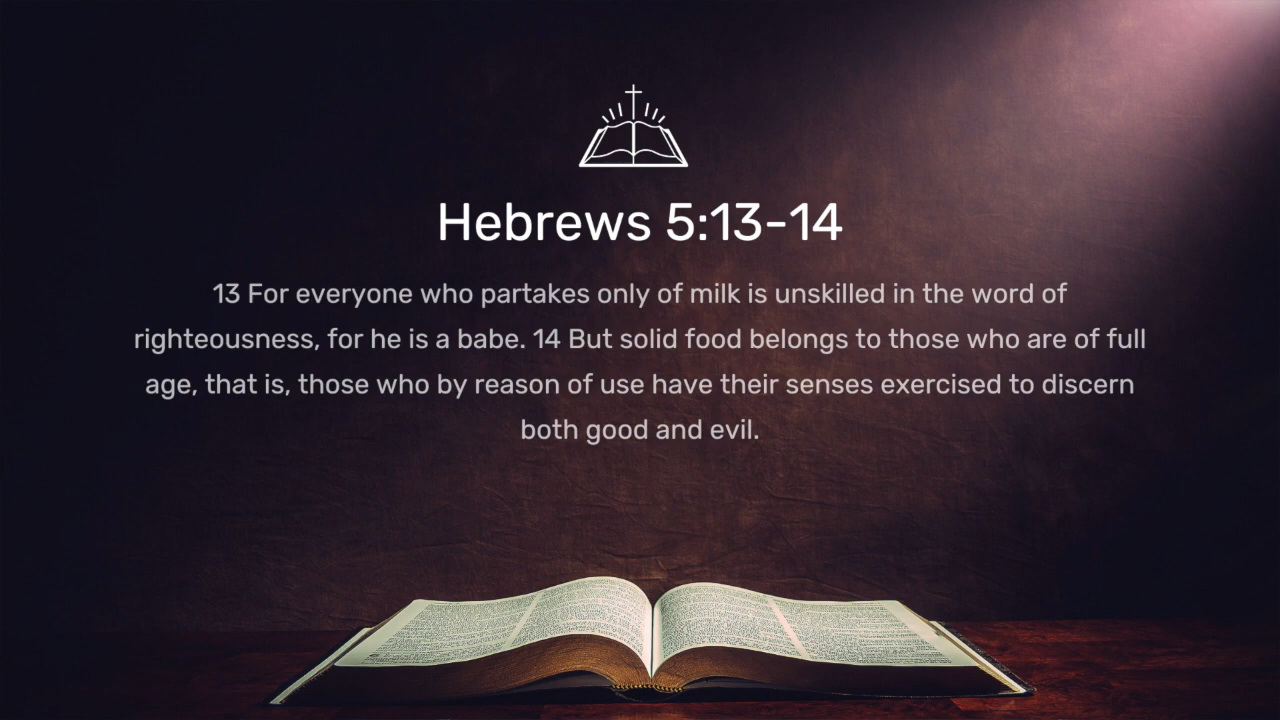 Hebrews 5:13-14
13 For everyone who partakes only of milk is unskilled in the word of
righteousness, for he is a babe. 14 But solid food belongs to those who are of full
age, that is, those who by reason of use have their senses exercised to discern
both good and evil.